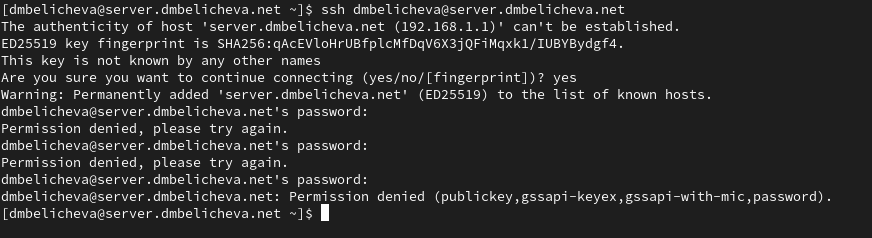 [dmbelicheva@server.dmbelicheva.net ~]$ ssh dmbelicheva@server.dmbelicheva.net
The authenticity of host 'server.dmbelicheva.net (192.168.1.1)' can't be established.
ED25519 key fingerprint is SHA256:qAcEVloHrUBfplcMfDqV6X3jQFiMqxk1/IUBYBydgf4.
This key is not known by any other names
Are you sure you want to continue connecting (yes/no/[fingerprint])? yes
Warning: Permanently added 'server.dmbelicheva.net' (ED25519) to the list of known hosts.
dmbelicheva@server.dmbelicheva.net's password:
Permission denied, please try again.
dmbelicheva@server.dmbelicheva.net's password:
Permission denied, please try again.
dmbelicheva@server.dmbelicheva.net's password:
dmbelicheva@server.dmbelicheva.net: Permission denied (publickey,gssapi-keyex,gssapi-with-mic,password).
[dmbelicheva@server.dmbelicheva.net ~]$